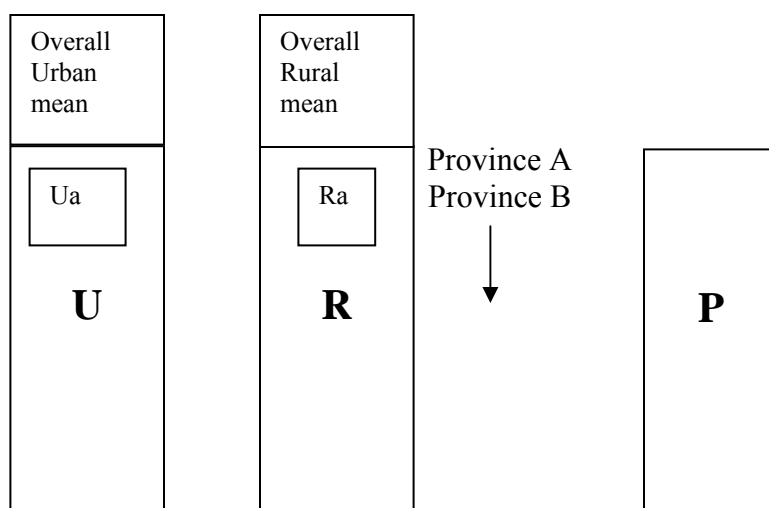 Overall
Urban
mean
Overall
Rural
mean
Province A
Province B
Ua
Ra
U
R
P